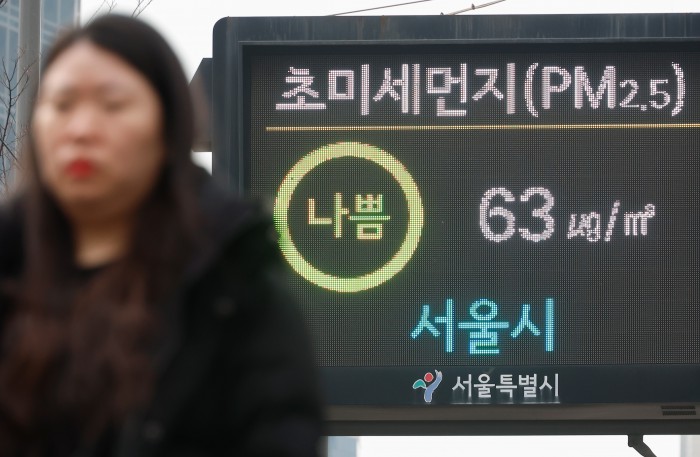 초미세먼지(PM2.5)
나쁨
63 ㎍/㎥
서울시
서울특별시